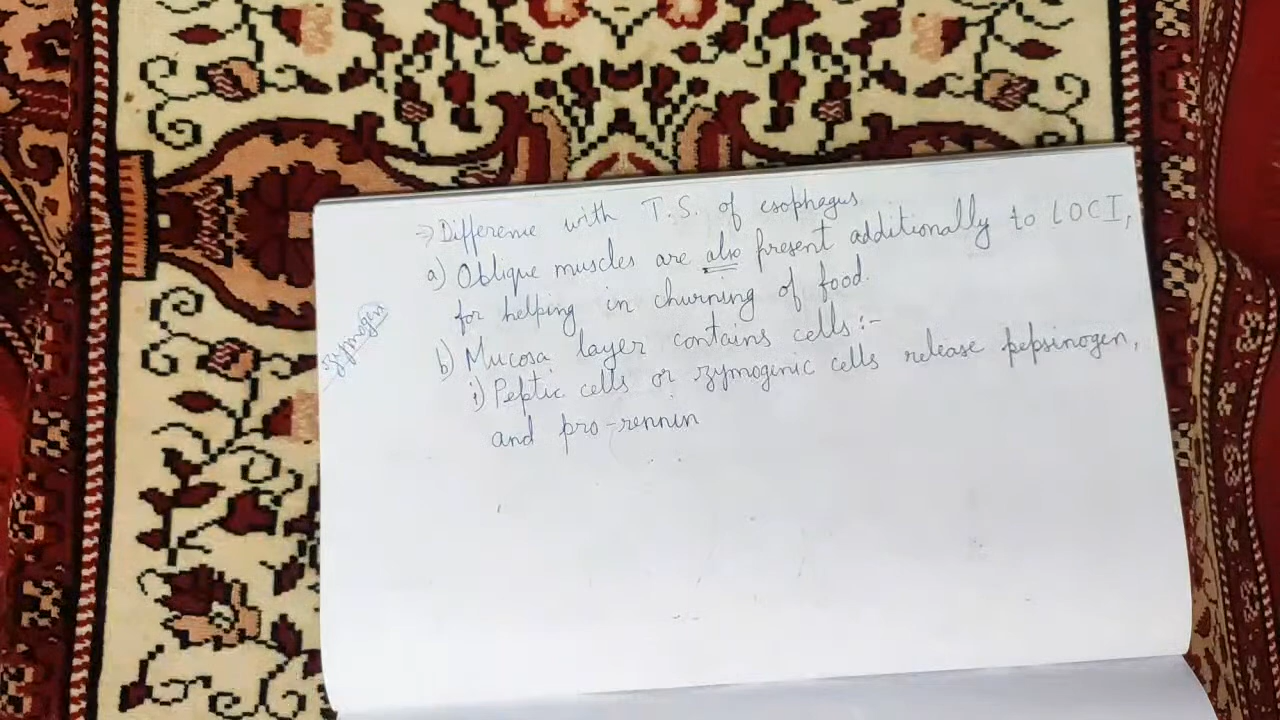 ⇒ Difference with T.S. of esophagus
a) Oblique muscles are also present additionally to LOCI,
for helping in churning of food.
b) Mucosa layer contains cells:-
i) Peptic cells or zymogenic cells release pepsinogen,
and pro-rennin